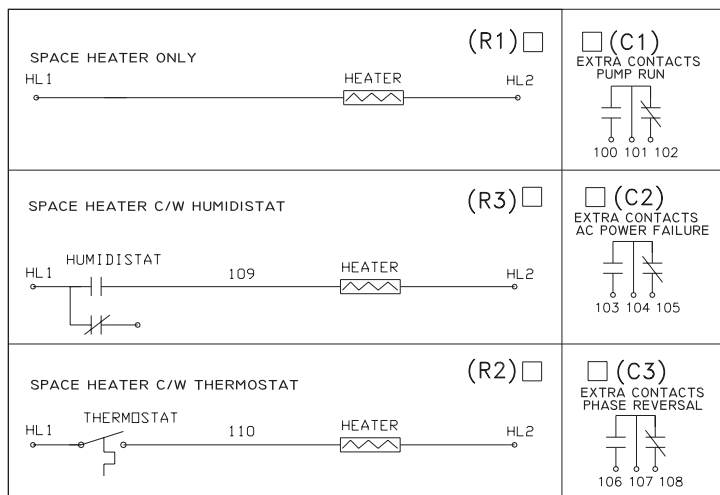 (R1)
SPACE HEATER ONLY
HL1
HEATER
HL2
(C1)
EXTRA CONTACTS
PUMP RUN
100 101 102
(R3)
SPACE HEATER C/W HUMIDISTAT
HUMIDISTAT
HL1
109
HEATER
HL2
(C2)
EXTRA CONTACTS
AC POWER FAILURE
103 104 105
(R2)
SPACE HEATER C/W THERMOSTAT
THERMOSTAT
HL1
110
HEATER
HL2
(C3)
EXTRA CONTACTS
PHASE REVERSAL
106 107 108